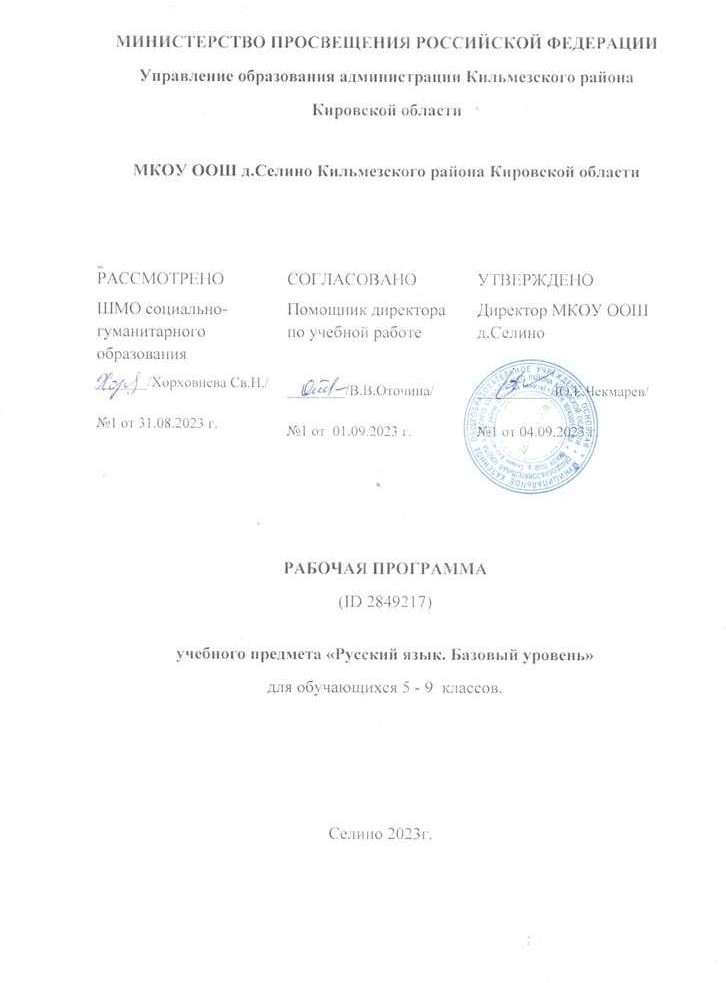 МИНИСТЕРСТВО ПРОСВЕЩЕНИЯ РОССИЙСКОЙ ФЕДЕРАЦИИ
Управление образования администрации Кильмезского района
Кировской области
МКОУ ООШ д.Селино Кильмезского района Кировской области
РАССМОТРЕНО
ШМО социально-
гуманитарного
образования
/Хорховнева Св.Н./
№1 от 31.08.2023 г.
СОГЛАСОВАНО
Помощник директора
по учебной работе
/В.В.Оточина/
№1 от 01.09.2023 г.
УТВЕРЖДЕНО
Директор МКОУ ООШ
д.Селино
Чекмарев/
№1 от 04.09.2023 г.
РАБОЧАЯ ПРОГРАММА
(ID 2849217)
учебного предмета «Русский язык. Базовый уровень»
для обучающихся 5 - 9 классов.
Селино 2023г.